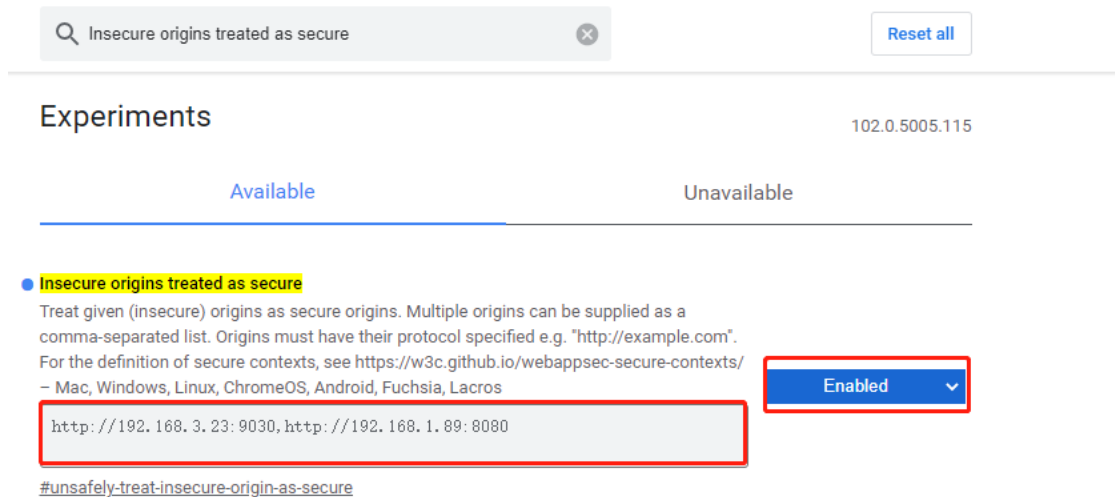 Insecure origins treated as secure
Reset all
Experiments
102.0.5005.115
Available
Unavailable
Insecure origins treated as secure
Treat given (insecure) origins as secure origins. Multiple origins can be supplied as a
comma-separated list. Origins must have their protocol specified e.g. "http://example.com".
For the definition of secure contexts, see https://w3c.github.io/webappsec-secure-contexts/
– Mac, Windows, Linux, ChromeOS, Android, Fuchsia, Lacros
Enabled
http://192.168.3.23:9030,http://192.168.1.89:8080
#unsafely-treat-insecure-origin-as-secure